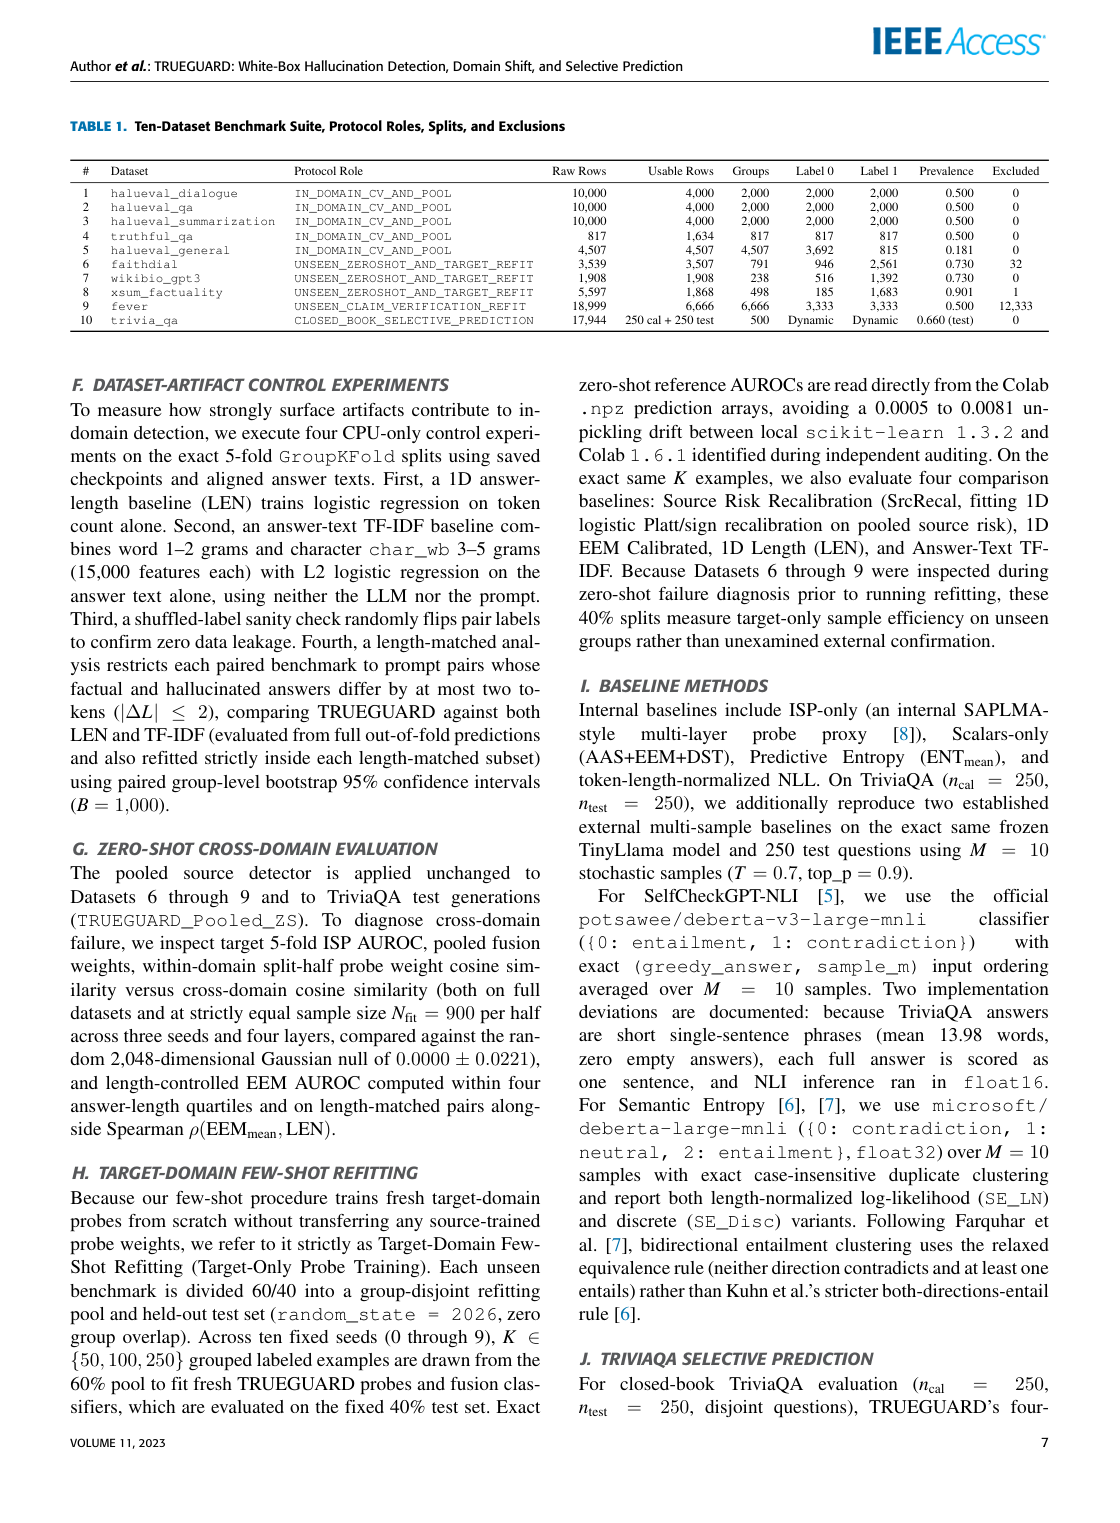 IEEE Access
Author et al.: TRUEGUARD: White-Box Hallucination Detection, Domain Shift, and Selective Prediction
TABLE 1. Ten-Dataset Benchmark Suite, Protocol Roles, Splits, and Exclusions
# Dataset Protocol Role Raw Rows Usable Rows Groups Label 0 Label 1 Prevalence Excluded
1 halueval_dialogue IN_DOMAIN_CV_AND_POOL 10,000 4,000 2,000 2,000 2,000 0.500 0
2 halueval_qa IN_DOMAIN_CV_AND_POOL 10,000 4,000 2,000 2,000 2,000 0.500 0
3 halueval_summarization IN_DOMAIN_CV_AND_POOL 10,000 4,000 2,000 2,000 2,000 0.500 0
4 truthful_qa IN_DOMAIN_CV_AND_POOL 817 1,634 817 817 817 0.500 0
5 halueval_general IN_DOMAIN_CV_AND_POOL 4,507 4,507 4,507 3,692 815 0.181 0
6 faithdial UNSEEN_ZEROSHOT_AND_TARGET_REFIT 3,539 3,507 791 946 2,561 0.730 32
7 wikibio_gpt3 UNSEEN_ZEROSHOT_AND_TARGET_REFIT 1,908 1,908 238 516 1,392 0.730 0
8 xsum_factuality UNSEEN_ZEROSHOT_AND_TARGET_REFIT 5,597 1,868 498 185 1,683 0.901 1
9 fever UNSEEN_CLAIM_VERIFICATION_REFIT 18,999 6,666 6,666 3,333 3,333 0.500 12,333
10 trivia_qa CLOSED_BOOK_SELECTIVE_PREDICTION 17,944 250 cal + 250 test 500 Dynamic Dynamic 0.660 (test) 0
F. DATASET-ARTIFACT CONTROL EXPERIMENTS
To measure how strongly surface artifacts contribute to in-
domain detection, we execute four CPU-only control experi-
ments on the exact 5-fold GroupKFold splits using saved
checkpoints and aligned answer texts. First, a 1D answer-
length baseline (LEN) trains logistic regression on token
count alone. Second, an answer-text TF-IDF baseline com-
bines word 1–2 grams and character char_wb 3–5 grams
(15,000 features each) with L2 logistic regression on the
answer text alone, using neither the LLM nor the prompt.
Third, a shuffled-label sanity check randomly flips pair labels
to confirm zero data leakage. Fourth, a length-matched anal-
ysis restricts each paired benchmark to prompt pairs whose
factual and hallucinated answers differ by at most two to-
kens (|ΔL| ≤ 2), comparing TRUEGUARD against both
LEN and TF-IDF (evaluated from full out-of-fold predictions
and also refitted strictly inside each length-matched subset)
using paired group-level bootstrap 95% confidence intervals
(B = 1,000).
G. ZERO-SHOT CROSS-DOMAIN EVALUATION
The pooled source detector is applied unchanged to
Datasets 6 through 9 and to TriviaQA test generations
(TRUEGUARD_Pooled_ZS). To diagnose cross-domain
failure, we inspect target 5-fold ISP AUROC, pooled fusion
weights, within-domain split-half probe weight cosine sim-
ilarity versus cross-domain cosine similarity (both on full
datasets and at strictly equal sample size Nfit = 900 per half
across three seeds and four layers, compared against the ran-
dom 2,048-dimensional Gaussian null of 0.0000 ± 0.0221),
and length-controlled EEM AUROC computed within four
answer-length quartiles and on length-matched pairs along-
side Spearman ρ(EEMmean, LEN).
H. TARGET-DOMAIN FEW-SHOT REFITTING
Because our few-shot procedure trains fresh target-domain
probes from scratch without transferring any source-trained
probe weights, we refer to it strictly as Target-Domain Few-
Shot Refitting (Target-Only Probe Training). Each unseen
benchmark is divided 60/40 into a group-disjoint refitting
pool and held-out test set (random_state = 2026, zero
group overlap). Across ten fixed seeds (0 through 9), K ∈
{50, 100, 250} grouped labeled examples are drawn from the
60% pool to fit fresh TRUEGUARD probes and fusion clas-
sifiers, which are evaluated on the fixed 40% test set. Exact
zero-shot reference AUROCs are read directly from the Colab
.npz prediction arrays, avoiding a 0.0005 to 0.0081 un-
pickling drift between local scikit-learn 1.3.2 and
Colab 1.6.1 identified during independent auditing. On the
exact same K examples, we also evaluate four comparison
baselines: Source Risk Recalibration (SrcRecal, fitting 1D
logistic Platt/sign recalibration on pooled source risk), 1D
EEM Calibrated, 1D Length (LEN), and Answer-Text TF-
IDF. Because Datasets 6 through 9 were inspected during
zero-shot failure diagnosis prior to running refitting, these
40% splits measure target-only sample efficiency on unseen
groups rather than unexamined external confirmation.
I. BASELINE METHODS
Internal baselines include ISP-only (an internal SAPLMA-
style multi-layer probe proxy [8]), Scalars-only
(AAS+EEM+DST), Predictive Entropy (ENTmean), and
token-length-normalized NLL. On TriviaQA (ncal = 250,
ntest = 250), we additionally reproduce two established
external multi-sample baselines on the exact same frozen
TinyLlama model and 250 test questions using M = 10
stochastic samples (T = 0.7, top_p = 0.9).
For SelfCheckGPT-NLI [5], we use the official
potsawee/deberta-v3-large-mnli classifier
({0: entailment, 1: contradiction}) with
exact (greedy_answer, sample_m) input ordering
averaged over M = 10 samples. Two implementation
deviations are documented: because TriviaQA answers
are short single-sentence phrases (mean 13.98 words,
zero empty answers), each full answer is scored as
one sentence, and NLI inference ran in float16.
For Semantic Entropy [6], [7], we use microsoft/
deberta-large-mnli ({0: contradiction, 1:
neutral, 2: entailment}, float32) over M = 10
samples with exact case-insensitive duplicate clustering
and report both length-normalized log-likelihood (SE_LN)
and discrete (SE_Disc) variants. Following Farquhar et
al. [7], bidirectional entailment clustering uses the relaxed
equivalence rule (neither direction contradicts and at least one
entails) rather than Kuhn et al.'s stricter both-directions-entail
rule [6].
J. TRIVIAQA SELECTIVE PREDICTION
For closed-book TriviaQA evaluation (ncal = 250,
ntest = 250, disjoint questions), TRUEGUARD's four-
VOLUME 11, 2023 7